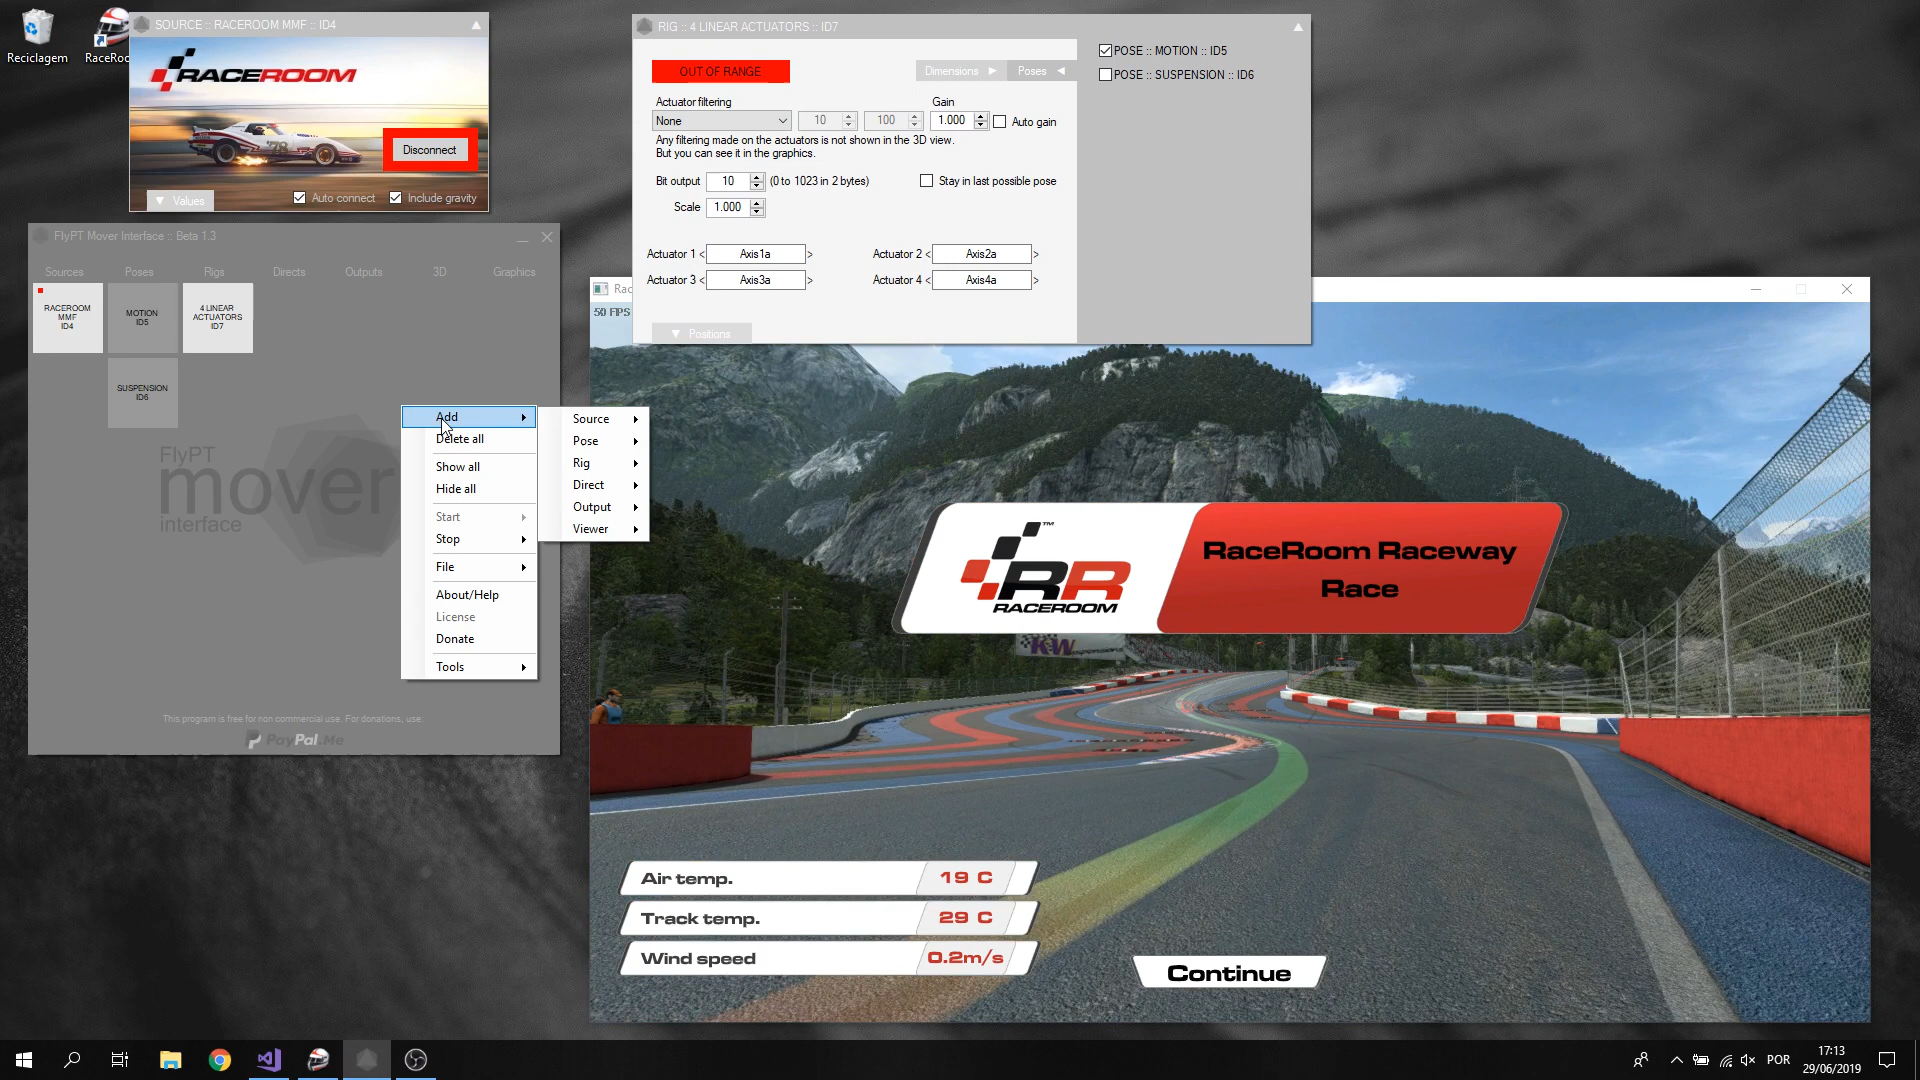 Reciclagem
RaceRoo
SOURCE :: RACEROOM MMF :: ID4
RACEROOM
'78
Disconnect
Values
Auto connect
Include gravity
FlyPT Mover Interface :: Beta 1.3
Sources
Poses
Rigs
Directs
Outputs
3D
Graphics
RACEROOM
MMF
ID4
MOTION
ID5
4 LINEAR
ACTUATORS
ID7
SUSPENSION
ID6
FlyPT
mover
interface
This program is free for non commercial use. For donations, use:
PayPal Me
Add
Delete all
Show all
Hide all
Start
Stop
File
About/Help
License
Donate
Tools
Source
Pose
Rig
Direct
Output
Viewer
RIG :: 4 LINEAR ACTUATORS :: ID7
OUT OF RANGE
Dimensions
Poses
Actuator filtering
Gain
None
10
100
1.000
Auto gain
Any filtering made on the actuators is not shown in the 3D view.
But you can see it in the graphics.
Bit output
10
(0 to 1023 in 2 bytes)
Stay in last possible pose
Scale
1.000
Actuator 1 < Axis1a >
Actuator 2 < Axis2a >
Actuator 3 < Axis3a >
Actuator 4 < Axis4a >
Positions
POSE :: MOTION :: ID5
POSE :: SUSPENSION :: ID6
Rac
50 FPS
RR™
RACEROOM
RaceRoom Raceway
Race
KW
Air temp.
19 C
Track temp.
29 C
Wind speed
0.2m/s
Continue
POR
17:13
29/06/2019